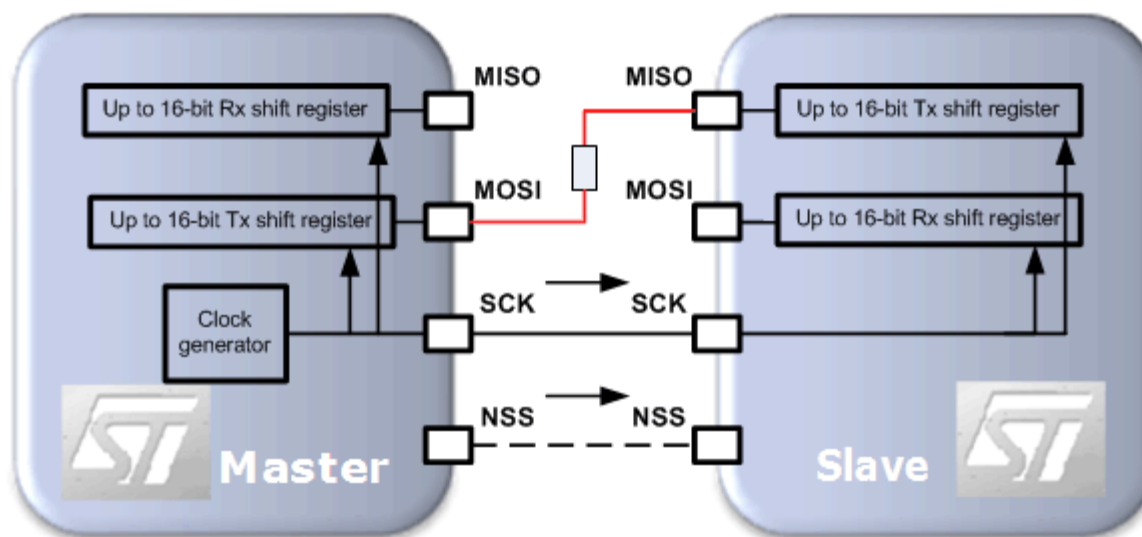 MISO
MISO
Up to 16-bit Rx shift register
Up to 16-bit Tx shift register
MOSI
MOSI
Up to 16-bit Tx shift register
Up to 16-bit Rx shift register
SCK
SCK
Clock
generator
NSS
NSS
ST
Master
Slave
ST